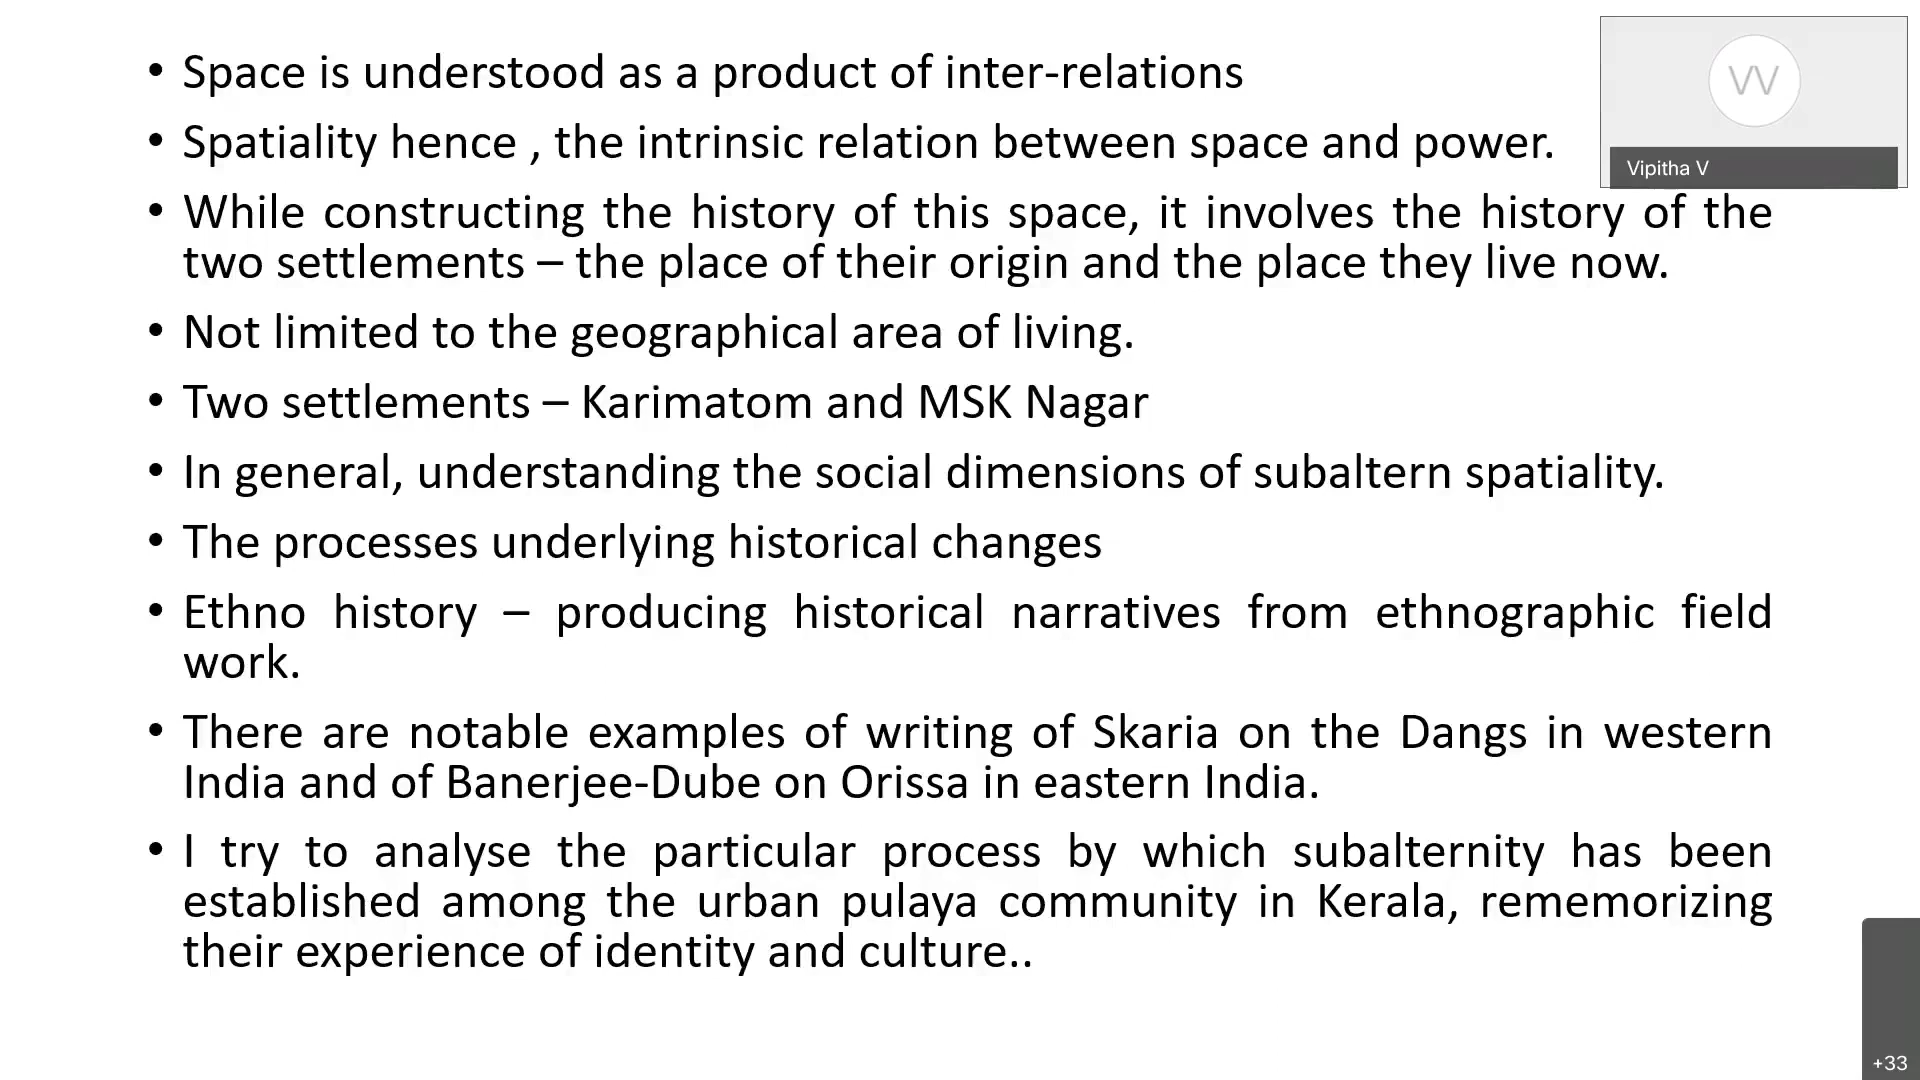 • Space is understood as a product of inter-relations
• Spatiality hence , the intrinsic relation between space and power.
• While constructing the history of this space, it involves the history of the
two settlements – the place of their origin and the place they live now.
• Not limited to the geographical area of living.
• Two settlements – Karimatom and MSK Nagar
• In general, understanding the social dimensions of subaltern spatiality.
• The processes underlying historical changes
• Ethno history – producing historical narratives from ethnographic field
work.
• There are notable examples of writing of Skaria on the Dangs in western
India and of Banerjee-Dube on Orissa in eastern India.
• I try to analyse the particular process by which subalternity has been
established among the urban pulaya community in Kerala, rememorizing
their experience of identity and culture..
VV
Vipitha V
+33